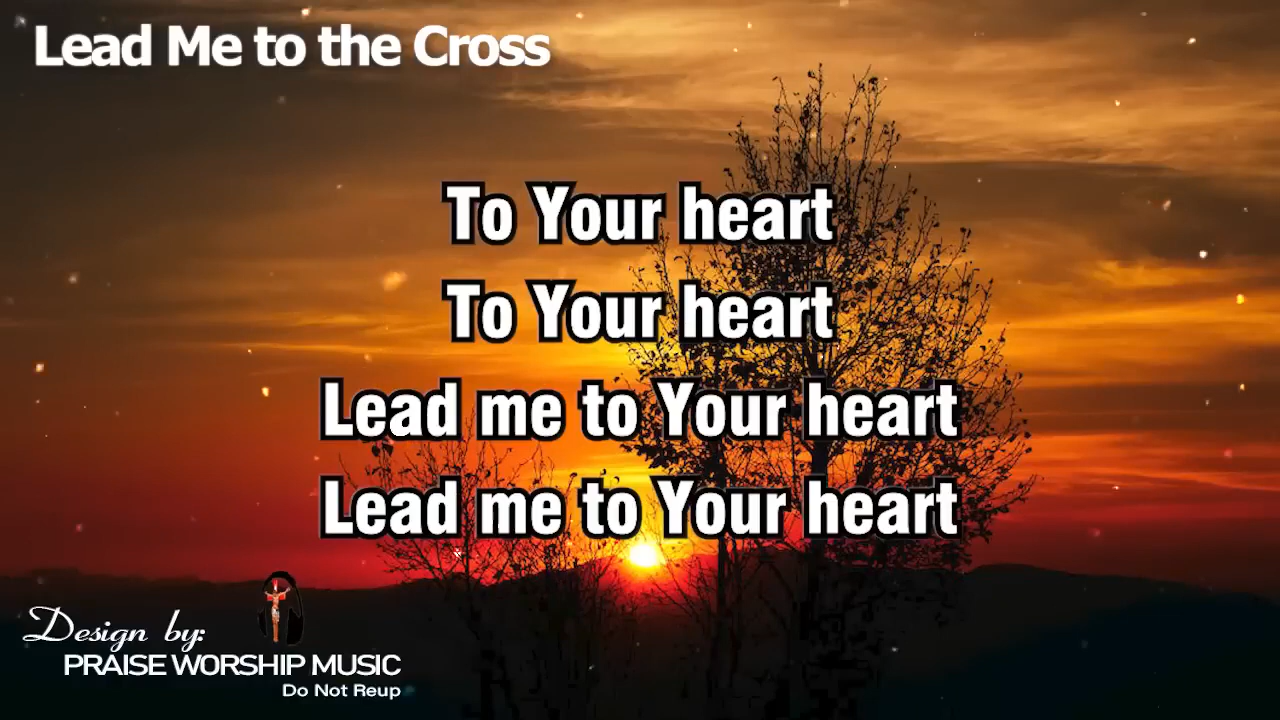 Lead Me to the Cross
To Your heart
To Your heart
Lead me to Your heart
Lead me to Your heart
Design by:
PRAISE WORSHIP MUSIC
Do Not Reup